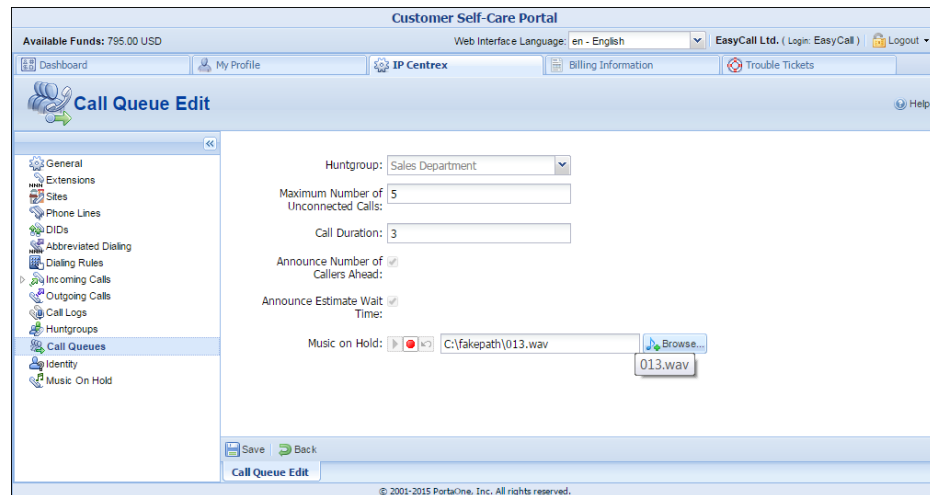 Customer Self-Care Portal
Available Funds: 795.00 USD Web Interface Language: en - English EasyCall Ltd. ( Login: EasyCall ) Logout
Dashboard My Profile IP Centrex Billing Information Trouble Tickets
Call Queue Edit Help
General
Extensions
Sites
Phone Lines
DIDs
Abbreviated Dialing
Dialing Rules
Incoming Calls
Outgoing Calls
Call Logs
Huntgroups
Call Queues
Identity
Music On Hold
Huntgroup: Sales Department
Maximum Number of 5
Unconnected Calls:
Call Duration: 3
Announce Number of
Callers Ahead:
Announce Estimate Wait
Time:
Music on Hold: C:\fakepath\013.wav Browse...
013.wav
Save Back
Call Queue Edit
© 2001-2015 PortaOne, Inc. All rights reserved.